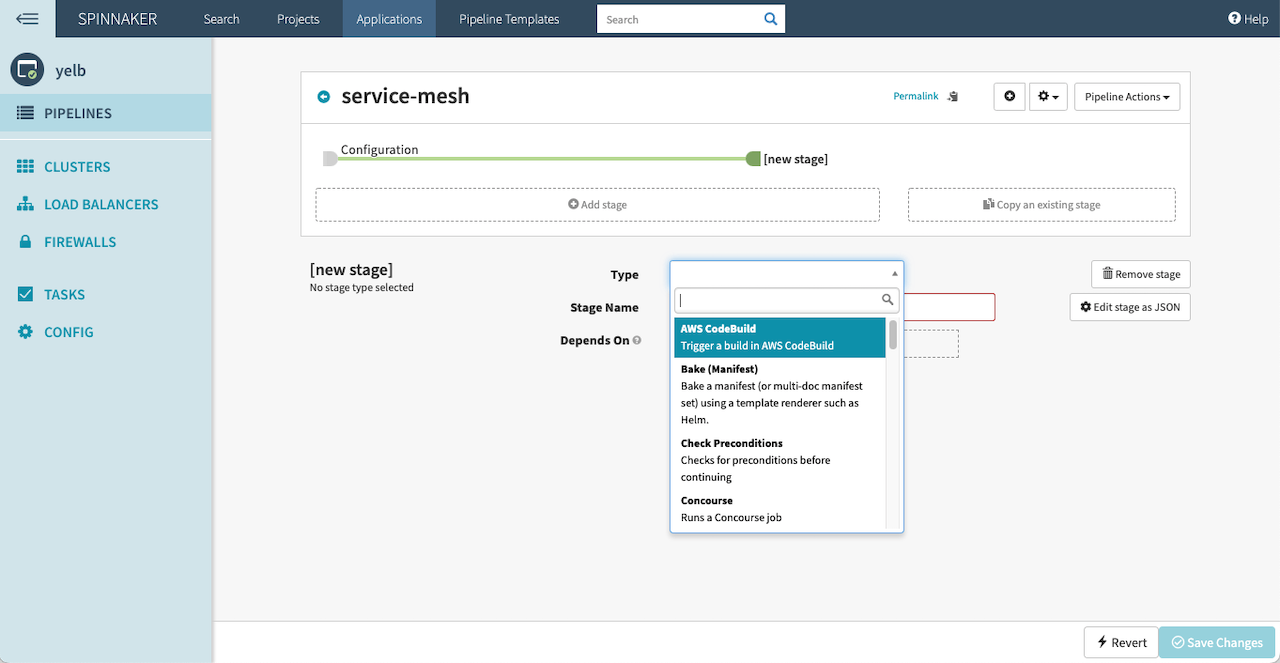 SPINNAKER
Search
Projects
Applications
Pipeline Templates
Search
Help
yelb
PIPELINES
CLUSTERS
LOAD BALANCERS
FIREWALLS
TASKS
CONFIG
service-mesh
Permalink
Pipeline Actions
Configuration
[new stage]
Add stage
Copy an existing stage
[new stage]
No stage type selected
Type
Stage Name
Depends On
AWS CodeBuild
Trigger a build in AWS CodeBuild
Bake (Manifest)
Bake a manifest (or multi-doc manifest
set) using a template renderer such as
Helm.
Check Preconditions
Checks for preconditions before
continuing
Concourse
Runs a Concourse job
Remove stage
Edit stage as JSON
Revert
Save Changes